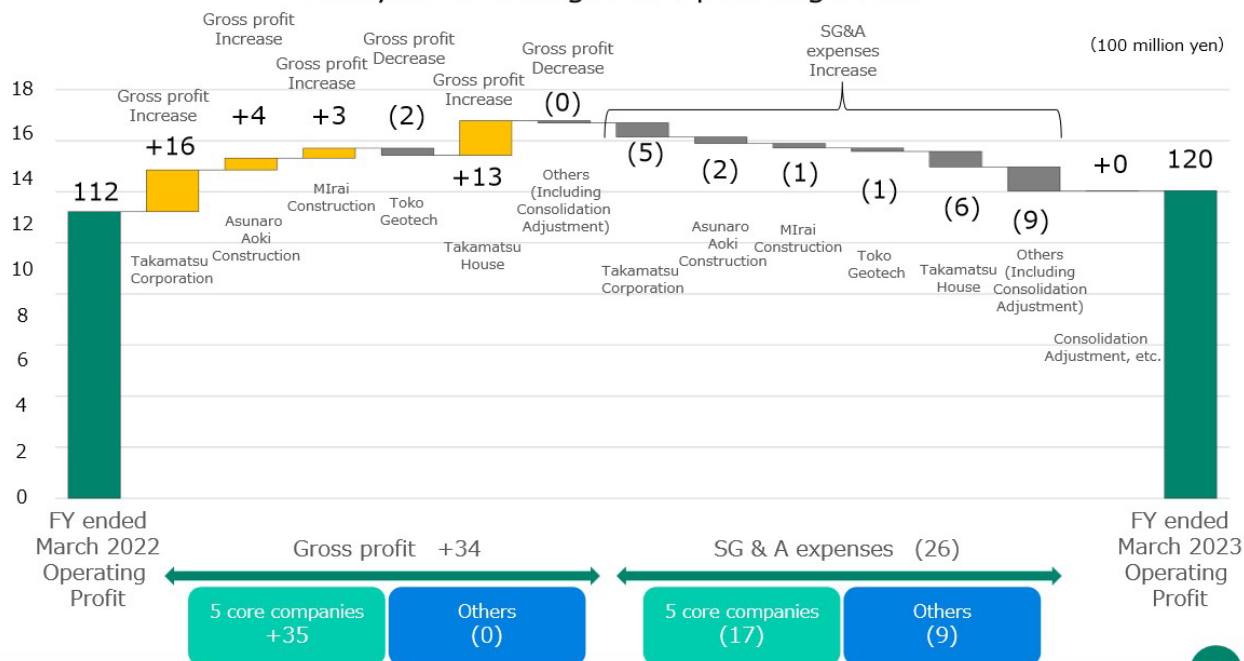 (100 million yen)
18
16
14
12
10
8
6
4
2
0
112
Gross profit
Increase
+16
Takamatsu
Corporation
Gross profit
Increase
+4
Asunaro
Aoki
Construction
Gross profit
Increase
+3
MIrai
Construction
Gross profit
Decrease
(2)
Toko
Geotech
Gross profit
Increase
+13
Takamatsu
House
Gross profit
Decrease
(0)
Others
(Including
Consolidation
Adjustment)
SG&A
expenses
Increase
(5)
Takamatsu
Corporation
(2)
Asunaro
Aoki
Construction
(1)
MIrai
Construction
(1)
Toko
Geotech
(6)
Takamatsu
House
(9)
Others
(Including
Consolidation
Adjustment)
+0
Consolidation
Adjustment, etc.
120
FY ended
March 2022
Operating
Profit
Gross profit +34
5 core companies
+35
Others
(0)
SG & A expenses (26)
5 core companies
(17)
Others
(9)
FY ended
March 2023
Operating
Profit